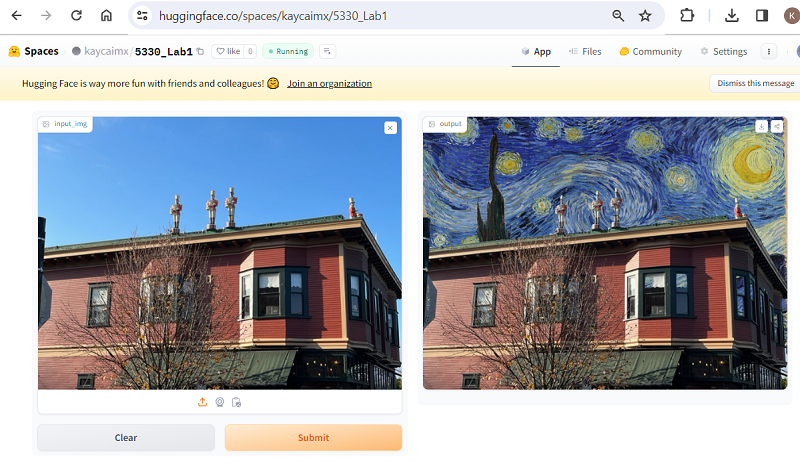 huggingface.co/spaces/kaycaimx/5330_Lab1
K
Spaces kaycaimx/5330_Lab1 like 0 Running App Files Community Settings
Hugging Face is way more fun with friends and colleagues! 🤗 Join an organization Dismiss this message
input_img output
Clear Submit